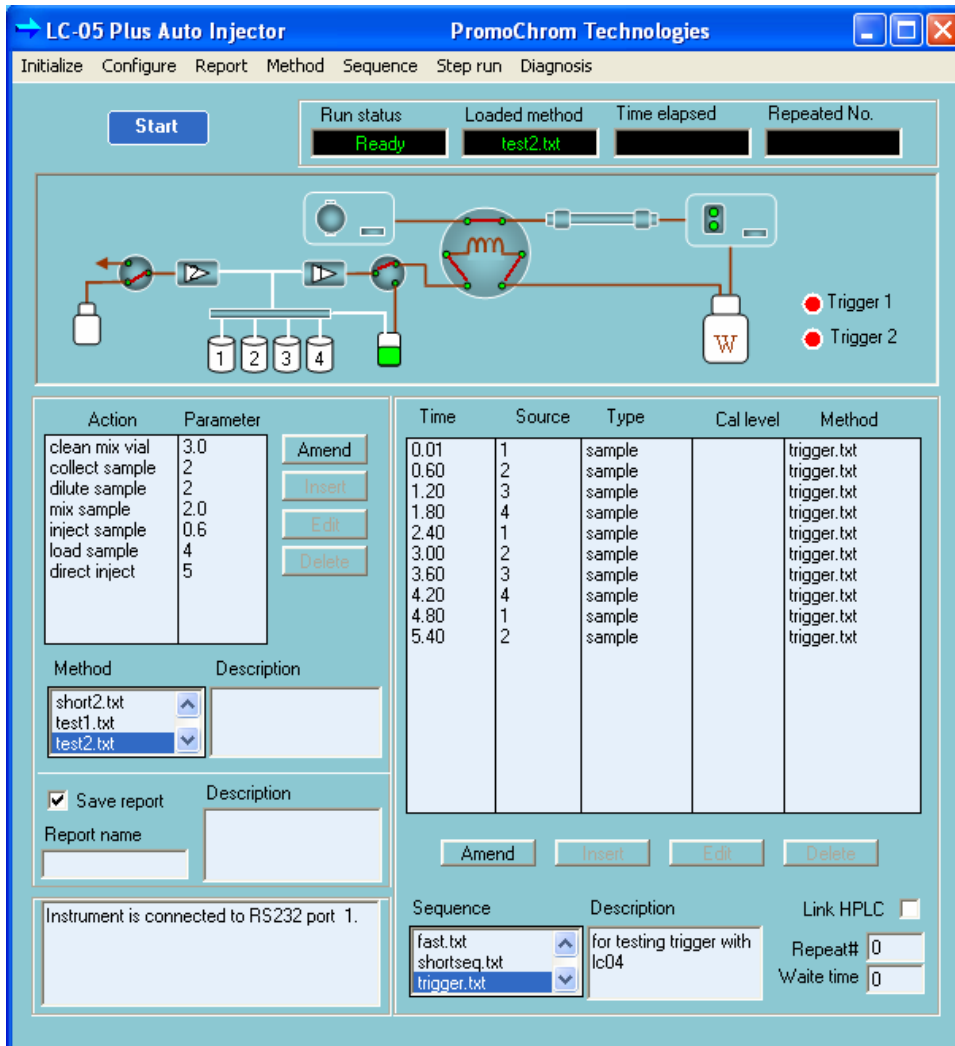 LC-05 Plus Auto Injector PromoChrom Technologies
Initialize Configure Report Method Sequence Step run Diagnosis
Start
Run status Loaded method Time elapsed Repeated No.
Ready test2.txt
2
1
1 2 3 4
W
Trigger 1
Trigger 2
Action Parameter
clean mix vial 3.0
collect sample 2
dilute sample 2
mix sample 2.0
inject sample 0.6
load sample 4
direct inject 5
Amend
Insert
Edit
Delete
Method Description
short2.txt
test1.txt
test2.txt
Save report Description
Report name
Instrument is connected to RS232 port 1.
Time Source Type Cal level Method
0.01 1 sample trigger.txt
0.60 2 sample trigger.txt
1.20 3 sample trigger.txt
1.80 4 sample trigger.txt
2.40 1 sample trigger.txt
3.00 2 sample trigger.txt
3.60 3 sample trigger.txt
4.20 4 sample trigger.txt
4.80 1 sample trigger.txt
5.40 2 sample trigger.txt
Amend Insert Edit Delete
Sequence Description Link HPLC
fast.txt
shortseq.txt
trigger.txt
for testing trigger with
lc04
Repeat# 0
Waite time 0